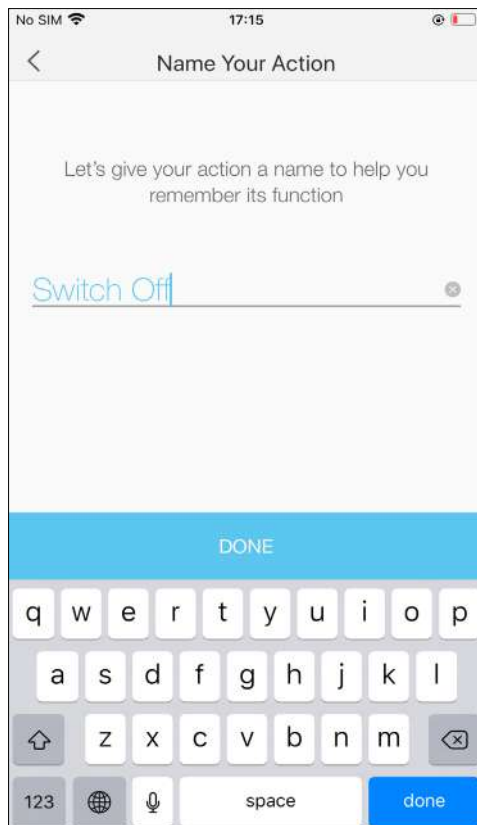 No SIM 17:15
Name Your Action
Let's give your action a name to help you
remember its function
Switch Off
DONE
q w e r t y u i o p
a s d f g h j k l
z x c v b n m
123 space done